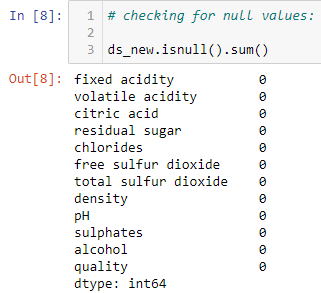 In [8]:
1 # checking for null values:
2
3 ds_new.isnull().sum()
Out[8]:
fixed acidity 0
volatile acidity 0
citric acid 0
residual sugar 0
chlorides 0
free sulfur dioxide 0
total sulfur dioxide 0
density 0
pH 0
sulphates 0
alcohol 0
quality 0
dtype: int64